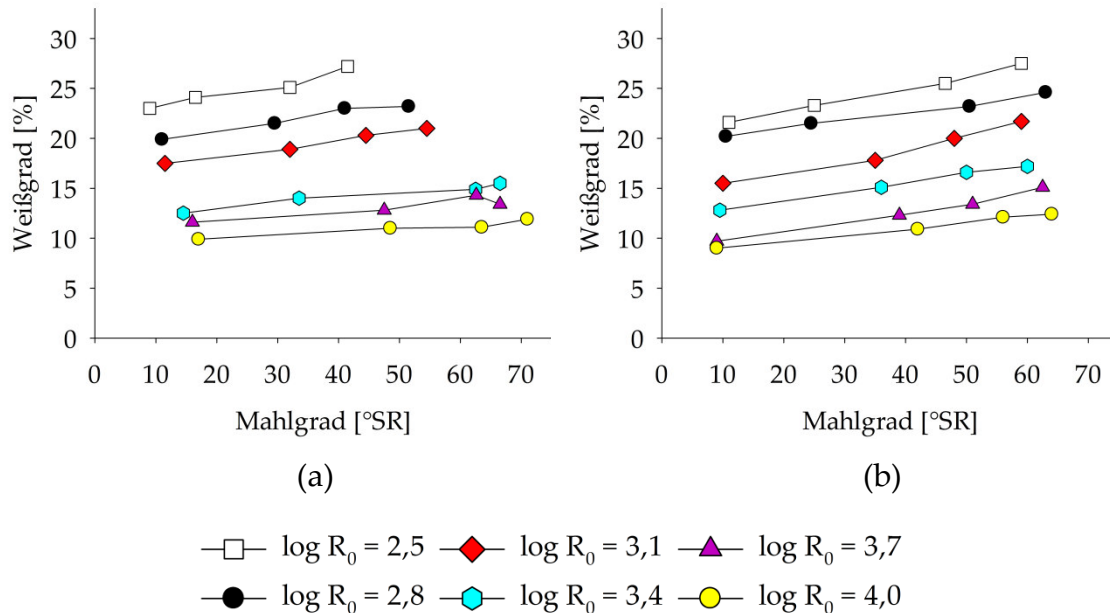 30
25
20
15
10
5
0
Weißgrad [%]
0 10 20 30 40 50 60 70
Mahlgrad [°SR]
(a)
30
25
20
15
10
5
0
Weißgrad [%]
0 10 20 30 40 50 60 70
Mahlgrad [°SR]
(b)
log R₀ = 2,5 log R₀ = 3,1 log R₀ = 3,7
log R₀ = 2,8 log R₀ = 3,4 log R₀ = 4,0